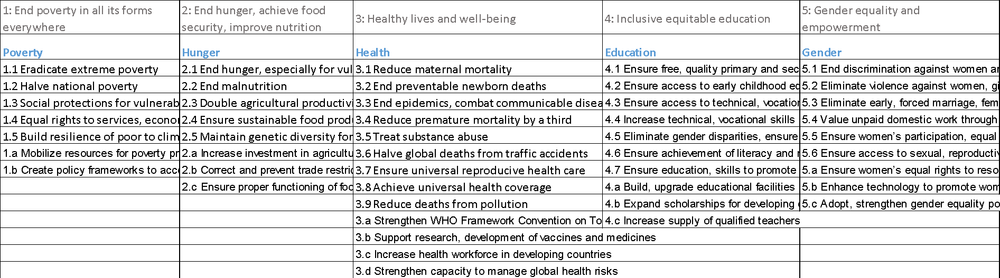 1: End poverty in all its forms
everywhere
2: End hunger, achieve food
security, improve nutrition
3: Healthy lives and well-being
4: Inclusive equitable education
5: Gender equality and
empowerment
Poverty
Hunger
Health
Education
Gender
1.1 Eradicate extreme poverty
2.1 End hunger, especially for vul
3.1 Reduce maternal mortality
4.1 Ensure free, quality primary and sec
5.1 End discrimination against women ar
1.2 Halve national poverty
2.2 End malnutrition
3.2 End preventable newborn deaths
4.2 Ensure access to early childhood ed
5.2 Eliminate violence against women, gi
1.3 Social protections for vulnerab
2.3 Double agricultural productivi
3.3 End epidemics, combat communicable disea
4.3 Ensure access to technical, vocation
5.3 Eliminate early, forced marriage, fem
1.4 Equal rights to services, econo
2.4 Ensure sustainable food prod
3.4 Reduce premature mortality by a third
4.4 Increase technical, vocational skills
5.4 Value unpaid domestic work through
1.5 Build resilience of poor to clim
2.5 Maintain genetic diversity for
3.5 Treat substance abuse
4.5 Eliminate gender disparities, ensure
5.5 Ensure women's participation, equal
1.a Mobilize resources for poverty pr
2.a Increase investment in agricultu
3.6 Halve global deaths from traffic accidents
4.6 Ensure achievement of literacy and
5.6 Ensure access to sexual, reproductiv
1.b Create policy frameworks to acc
2.b Correct and prevent trade restric
3.7 Ensure universal reproducive health care
4.7 Ensure education, skills to promote
5.a Ensure women's equal rights to reso
2.c Ensure proper functioning of foo
3.8 Achieve universal health coverage
4.a Build, upgrade educational facilities
5.b Enhance technology to promote wom
3.9 Reduce deaths from pollution
4.b Expand scholarships for developing
5.c Adopt, strengthen gender equality po
3.a Strengthen WHO Framework Convention on To
4.c Increase supply of qualified teachers
3.b Support research, development of vaccines and medicines
3.c Increase health workforce in developing countries
3.d Strengthen capacity to manage global health risks